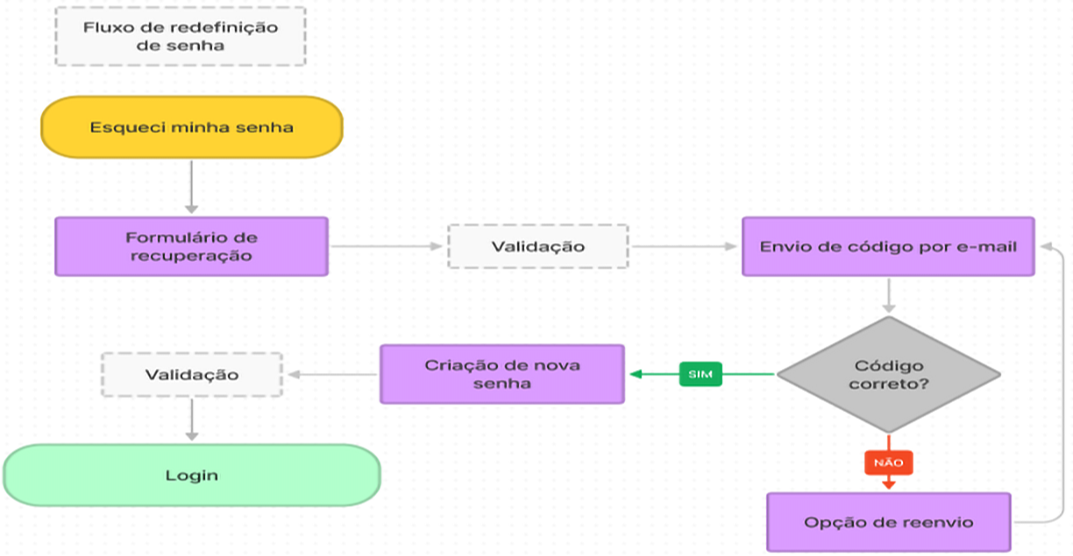 Fluxo de redefinição
de senha
Esqueci minha senha
Formulário de
recuperação
Validação
Envio de código por e-mail
Código
correto?
SIM
Criação de nova
senha
Validação
Login
NÃO
Opção de reenvio